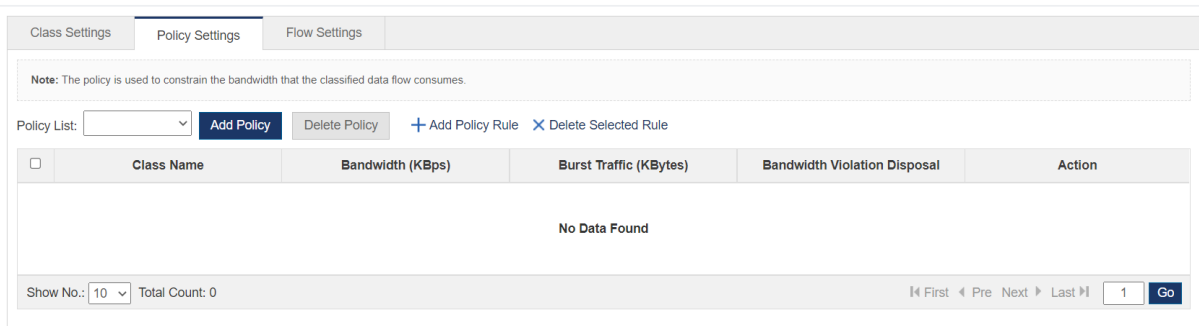 Class Settings Policy Settings Flow Settings
Note: The policy is used to constrain the bandwidth that the classified data flow consumes.
Policy List: Add Policy Delete Policy Add Policy Rule Delete Selected Rule
Class Name Bandwidth (KBps) Burst Traffic (KBytes) Bandwidth Violation Disposal Action
No Data Found
Show No.: 10 Total Count: 0 First Pre Next Last 1 Go